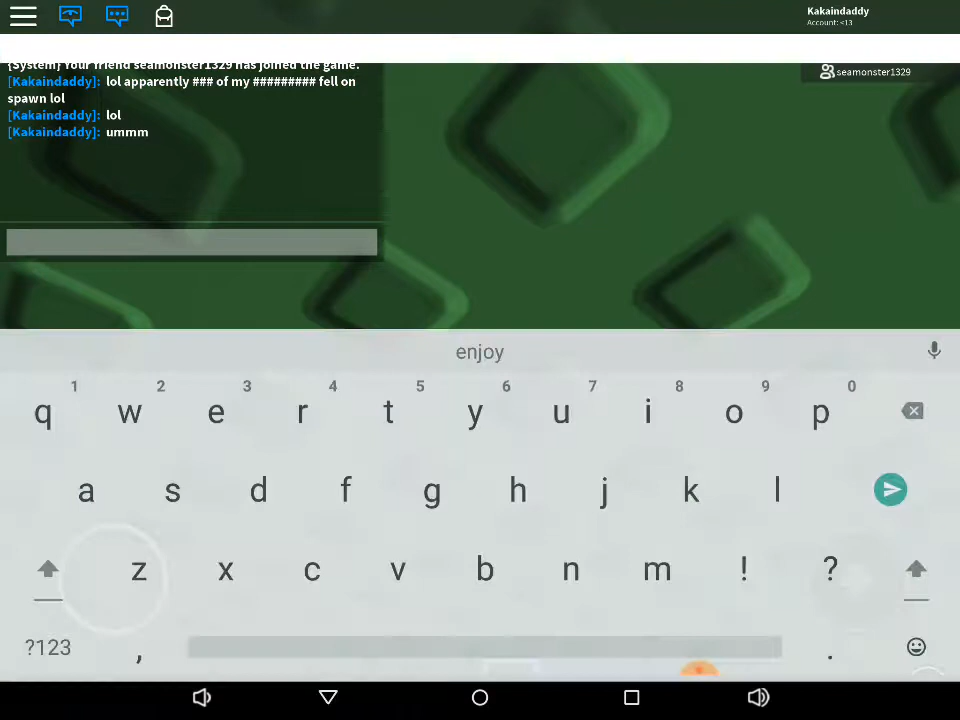 Kakaindaddy
Account: <13
{System} Your friend seamonster1329 has joined the game.
seamonster1329
[Kakaindaddy]: lol apparently ### of my ######### fell on
spawn lol
[Kakaindaddy]: lol
[Kakaindaddy]: ummm
enjoy
1 2 3 4 5 6 7 8 9 0
q w e r t y u i o p
a s d f g h j k l
z x c v b n m ! ?
?123 , .